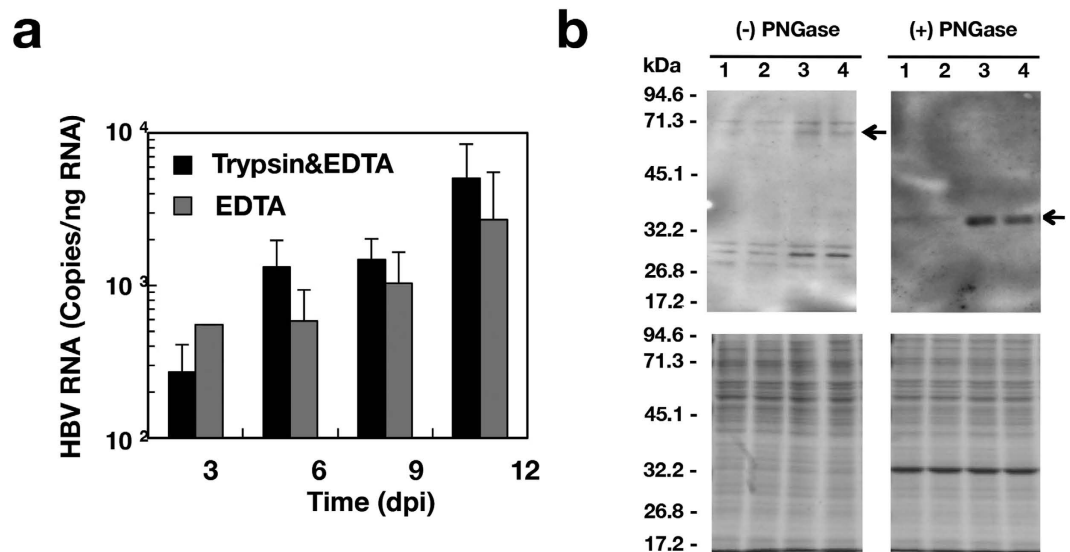 a
HBV RNA (Copies/ng RNA)
10 4
10 3
10 2
Trypsin&EDTA
EDTA
3 6 9 12
Time (dpi)
b
(-) PNGase (+) PNGase
kDa 1 2 3 4 1 2 3 4
94.6 -
71.3 -
45.1 -
32.2 -
26.8 -
17.2 -
94.6 -
71.3 -
45.1 -
32.2 -
26.8 -
17.2 -